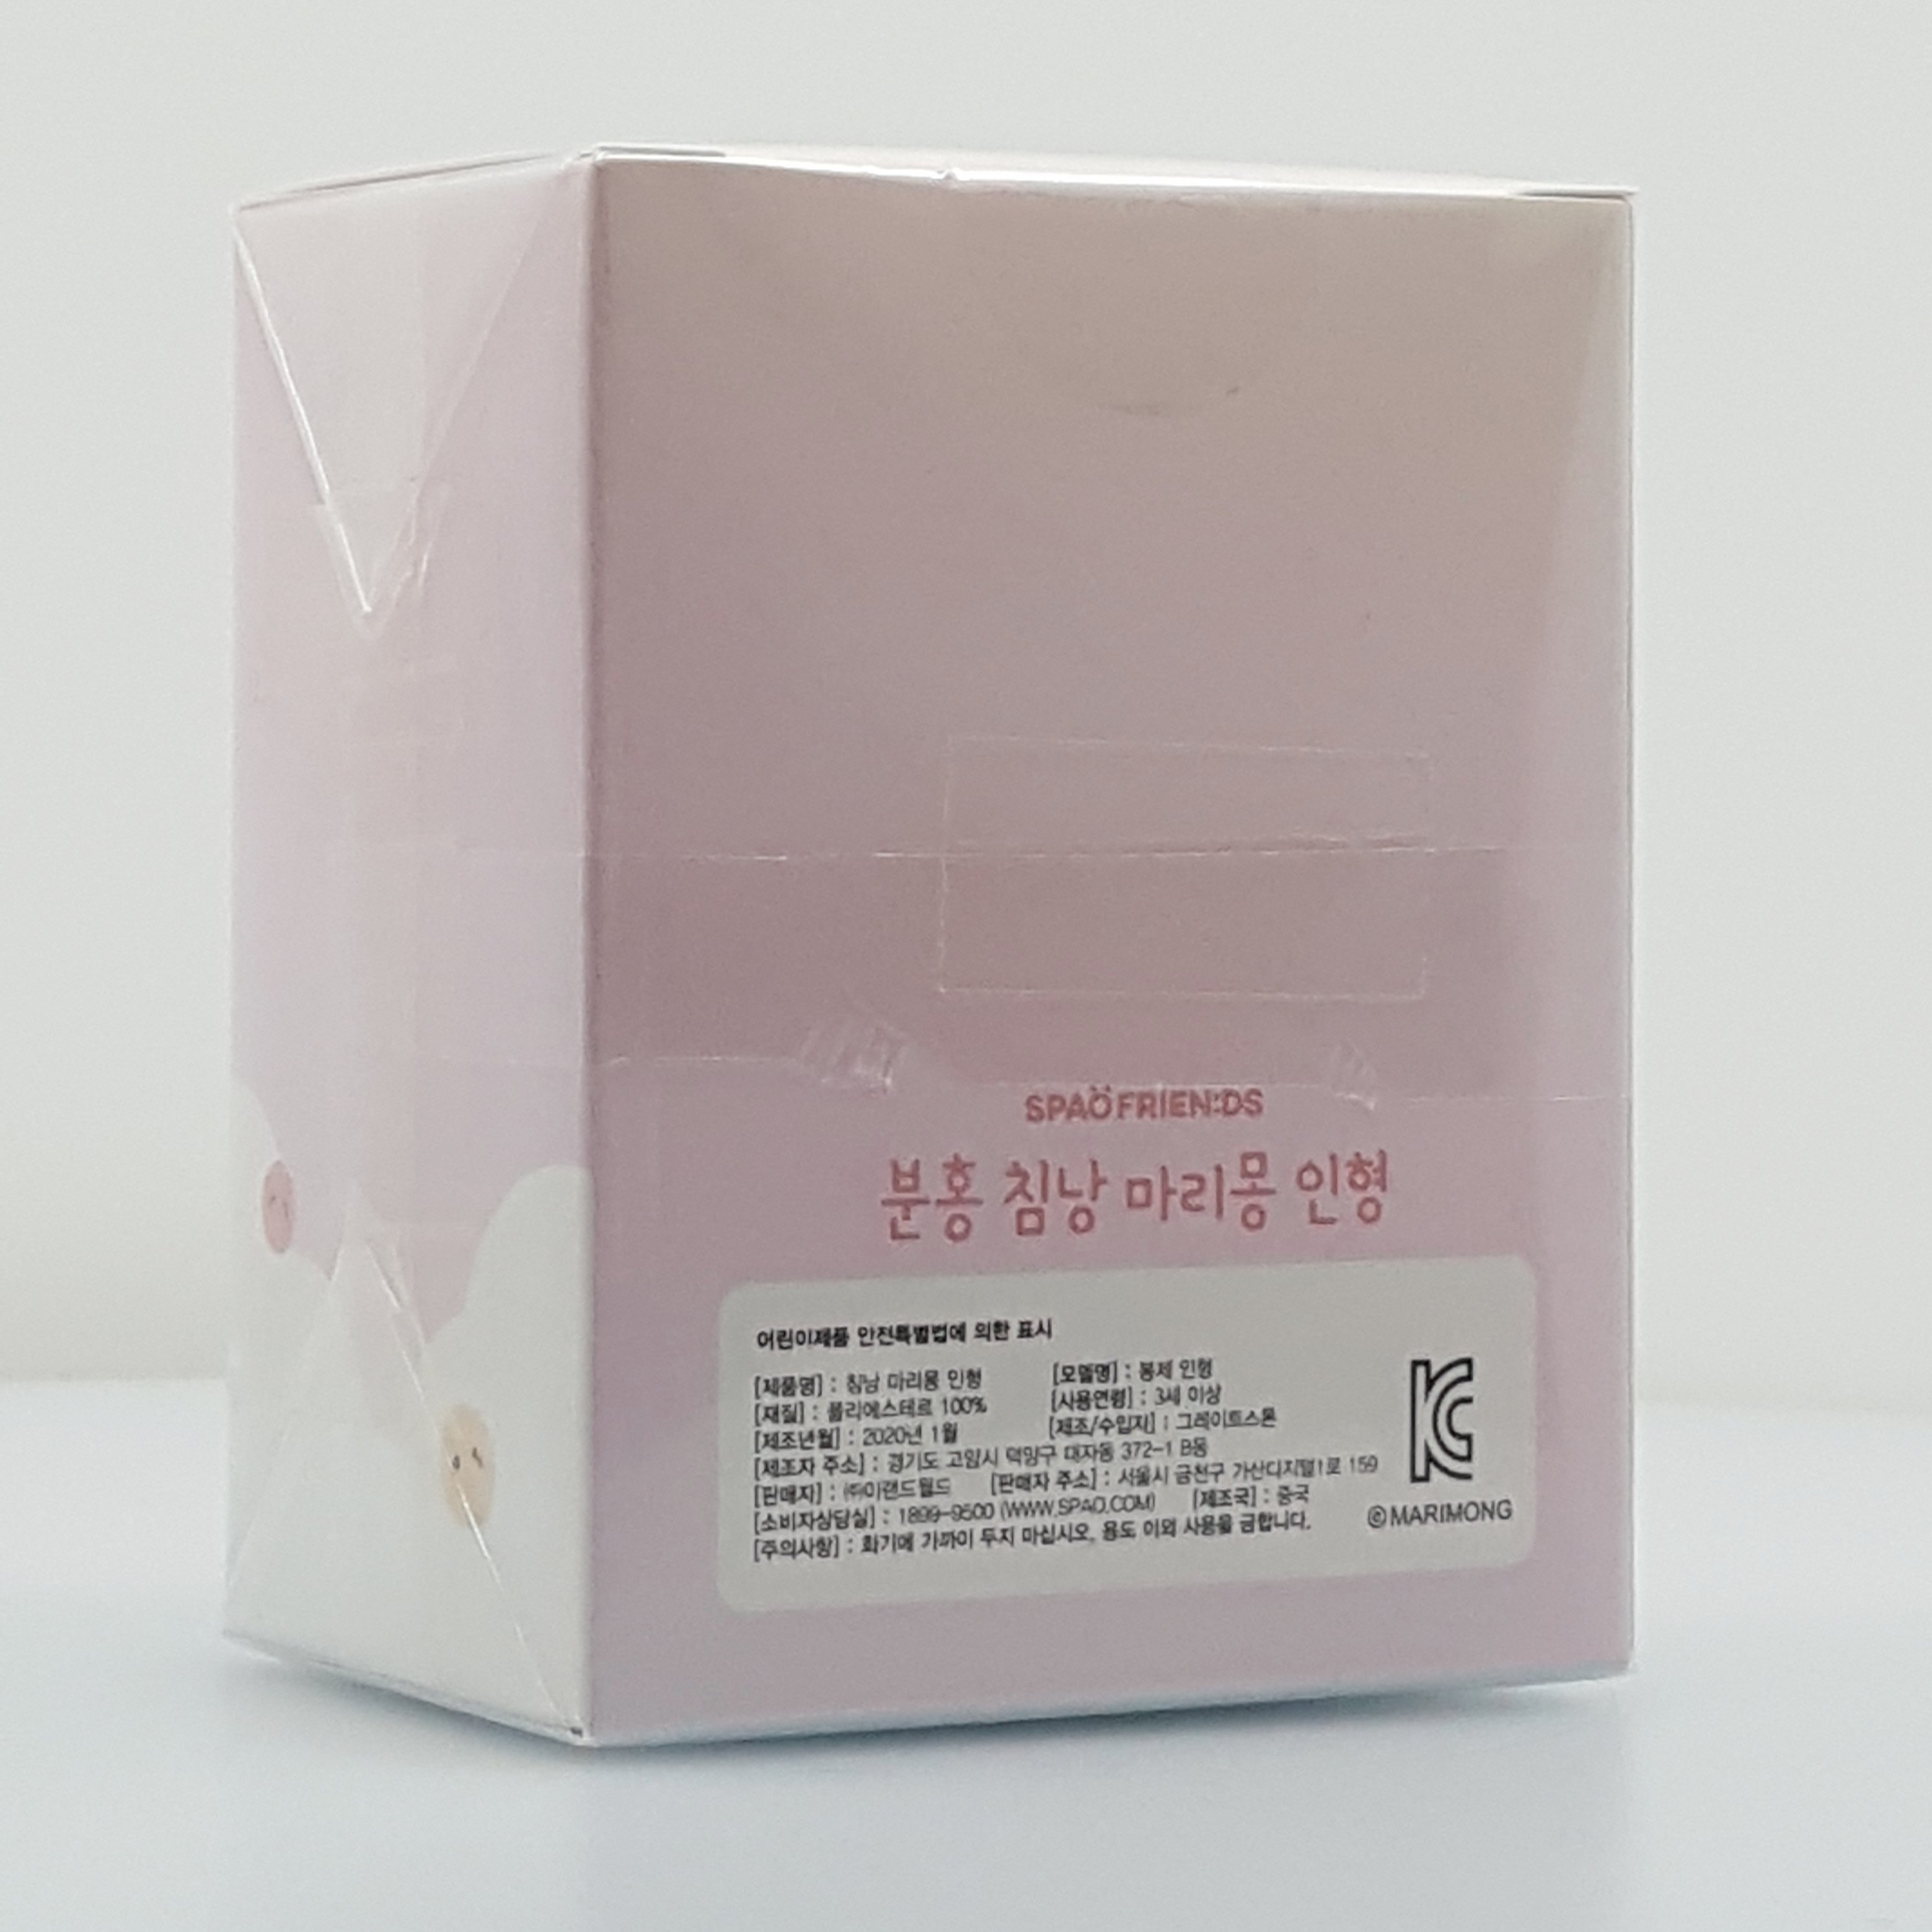 SPAO FRIENDS
분홍 침낭 마리몽 인형
어린이제품 안전특별법에 의한 표시
[제품명] : 침낭 마리몽 인형 [모델명] : 봉제 인형
[재질] : 폴리에스테르 100% [사용연령] : 3세 이상
[제조년월] : 2020년 1월 [제조/수입자] : 그레이트스톤
[제조자 주소] : 경기도 고양시 덕양구 대자동 372-1 B동
[판매자] : ㈜이랜드월드 [판매자 주소] : 서울시 금천구 가산디지털1로 159
[소비자상담실] : 1899-9500 (WWW.SPAO.COM) [제조국] : 중국
[주의사항] : 화기에 가까이 두지 마십시오. 용도 이외 사용을 금합니다.
KC
©MARIMONG